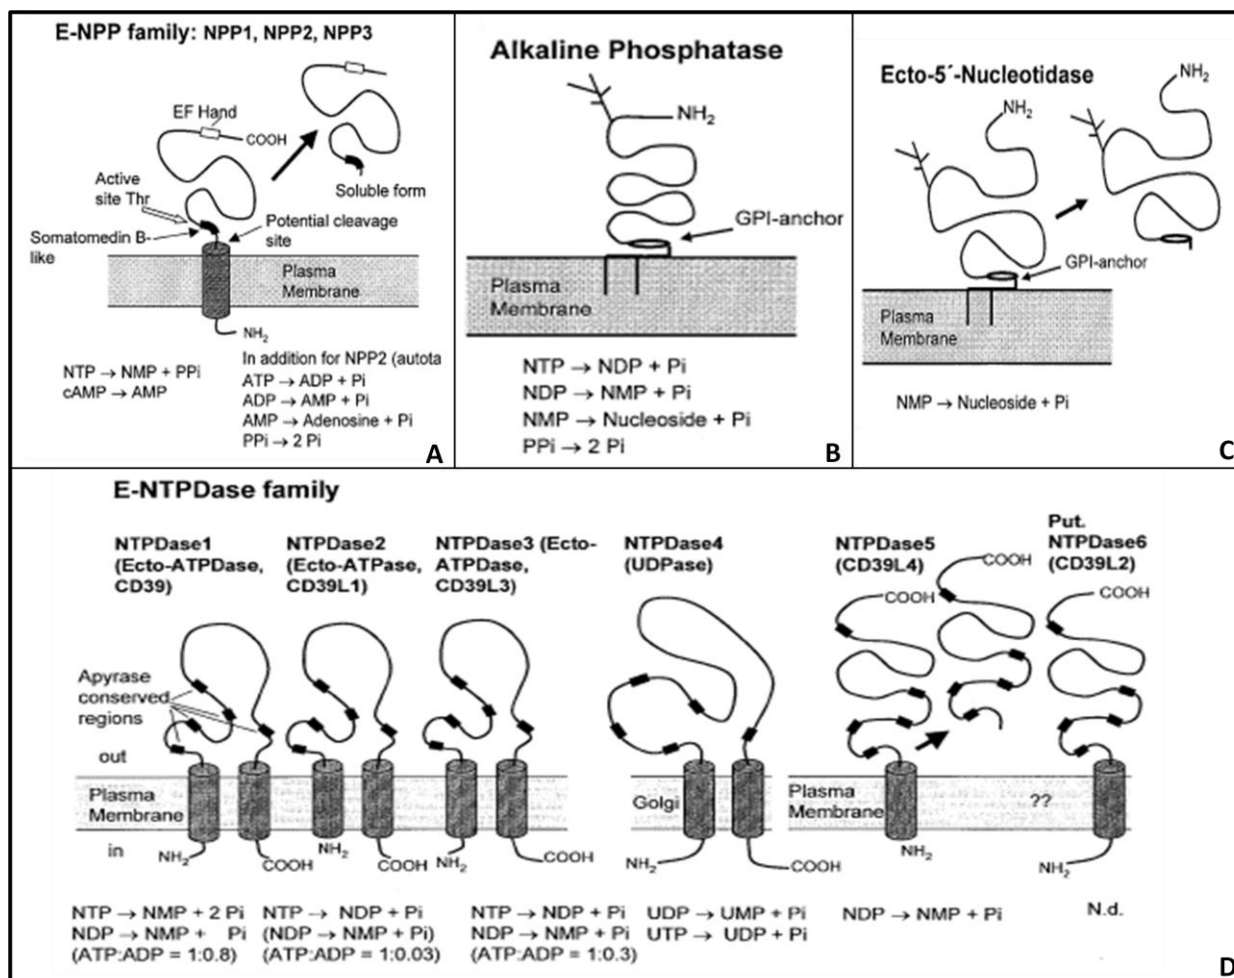 E-NPP family: NPP1, NPP2, NPP3
EF Hand
COOH
Active
site Thr
Soluble form
Somatomedin B-
like
Potential cleavage
site
Plasma
Membrane
NH2
NTP → NMP + PPi
cAMP → AMP
In addition for NPP2 (autota
ATP → ADP + Pi
ADP → AMP + Pi
AMP → Adenosine + Pi
PPi → 2 Pi
A
Alkaline Phosphatase
NH2
GPI-anchor
Plasma
Membrane
NTP → NDP + Pi
NDP → NMP + Pi
NMP → Nucleoside + Pi
PPi → 2 Pi
B
Ecto-5´-Nucleotidase
NH2
NH2
GPI-anchor
Plasma
Membrane
NMP → Nucleoside + Pi
C
E-NTPDase family
NTPDase1
(Ecto-ATPDase,
CD39)
NTPDase2
(Ecto-ATPase,
CD39L1)
NTPDase3 (Ecto-
ATPDase,
CD39L3)
NTPDase4
(UDPase)
NTPDase5
(CD39L4)
Put.
NTPDase6
(CD39L2)
COOH
COOH
COOH
Apyrase
conserved
regions
out
Plasma
Membrane
in
Golgi
Plasma
Membrane
??
NH2
COOH
NH2
COOH
NH2
COOH
NH2
COOH
NH2
NH2
NTP → NMP + 2 Pi
NDP → NMP + Pi
(ATP:ADP = 1:0.8)
NTP → NDP + Pi
(NDP → NMP + Pi)
(ATP:ADP = 1:0.03)
NTP → NDP + Pi
NDP → NMP + Pi
(ATP:ADP = 1:0.3)
UDP → UMP + Pi
UTP → UDP + Pi
NDP → NMP + Pi
N.d.
D